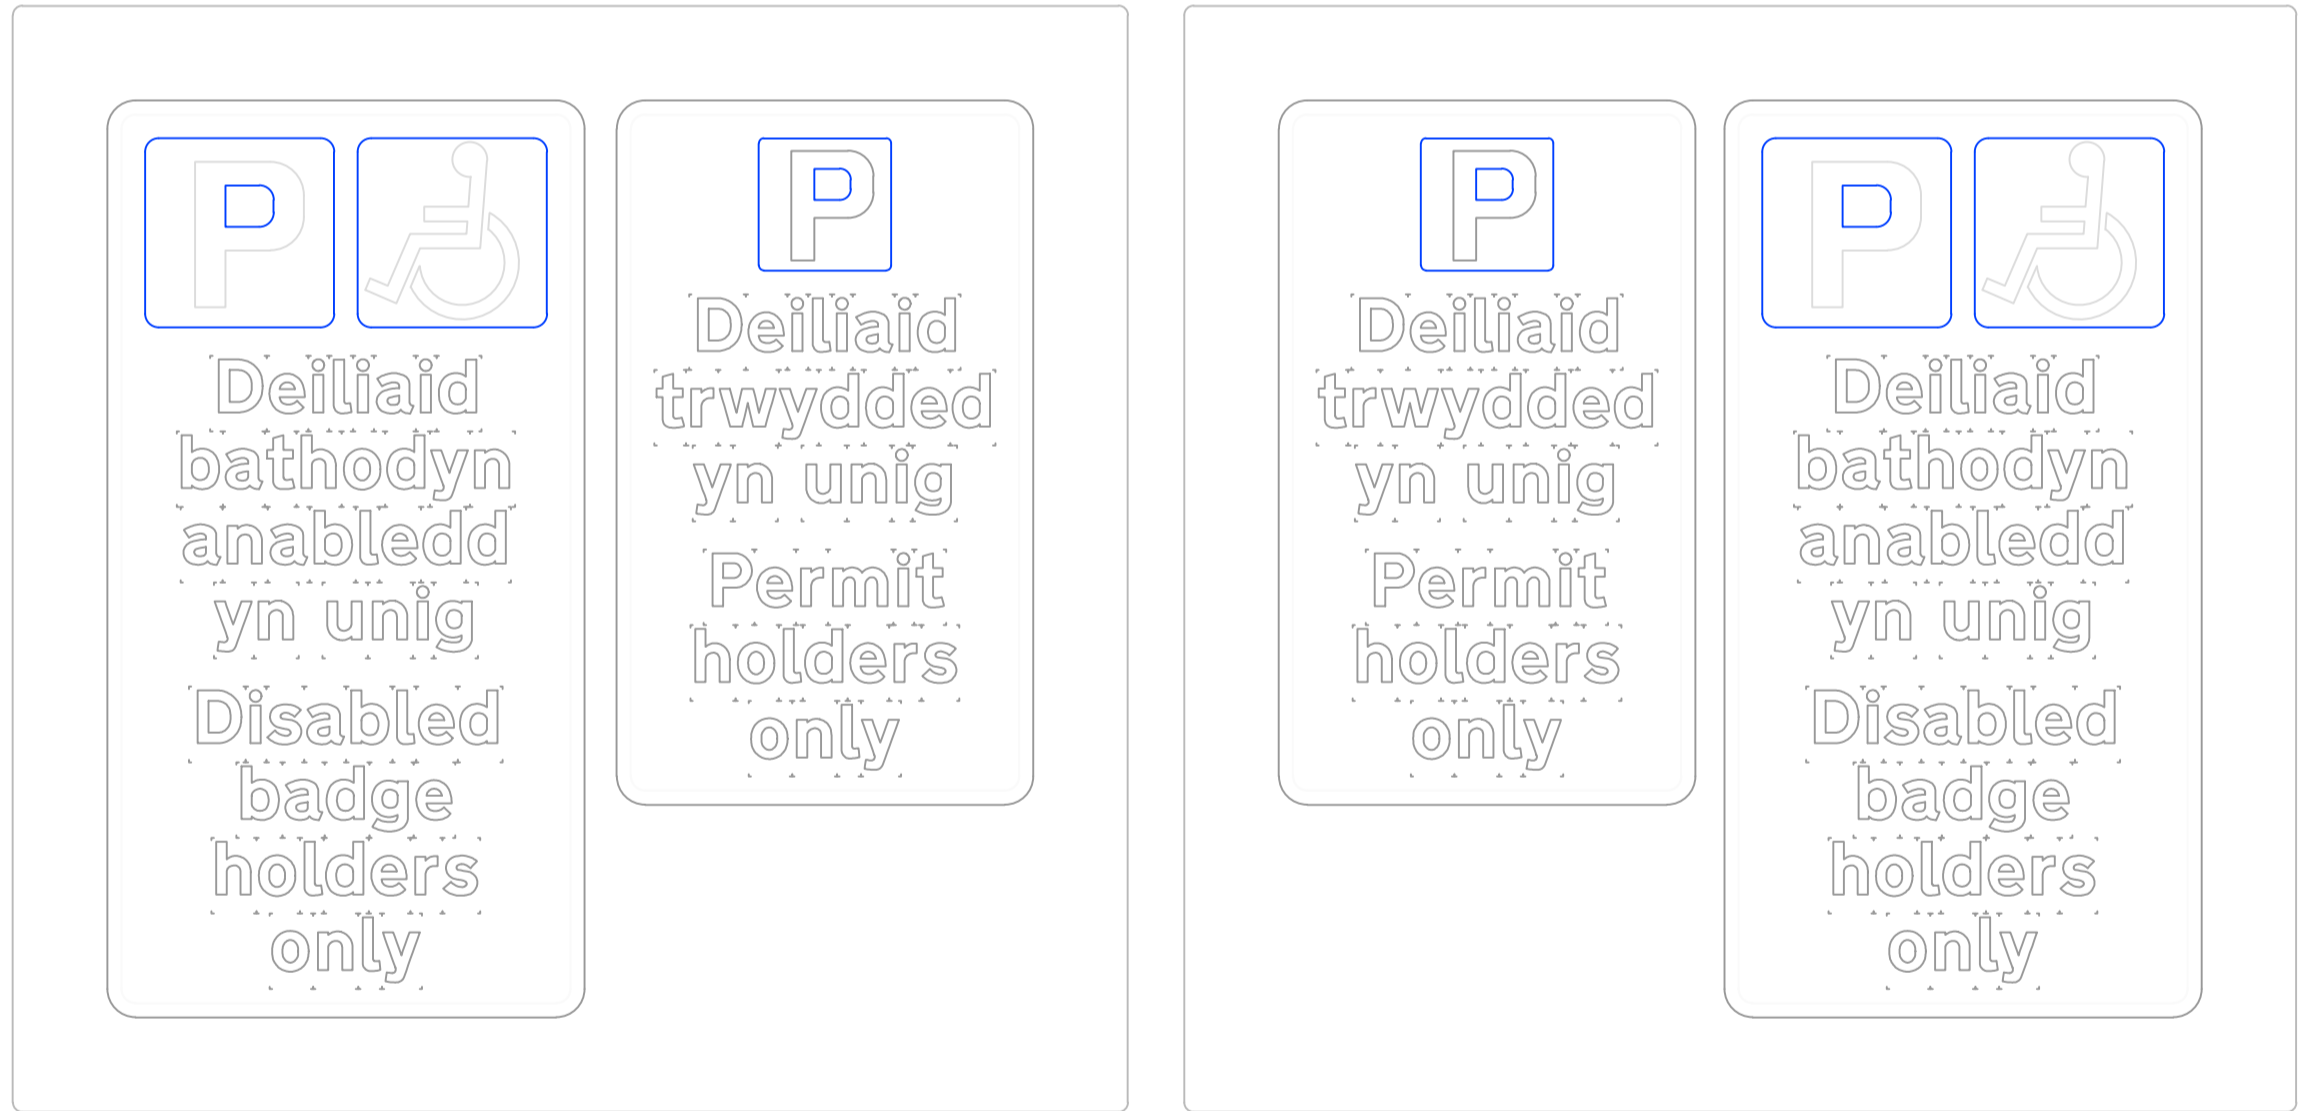 P
Deiliaid
bathodyn
anabledd
yn unig
Disabled
badge
holders
only
P
Deiliaid
trwydded
yn unig
Permit
holders
only
P
Deiliaid
trwydded
yn unig
Permit
holders
only
P
Deiliaid
bathodyn
anabledd
yn unig
Disabled
badge
holders
only